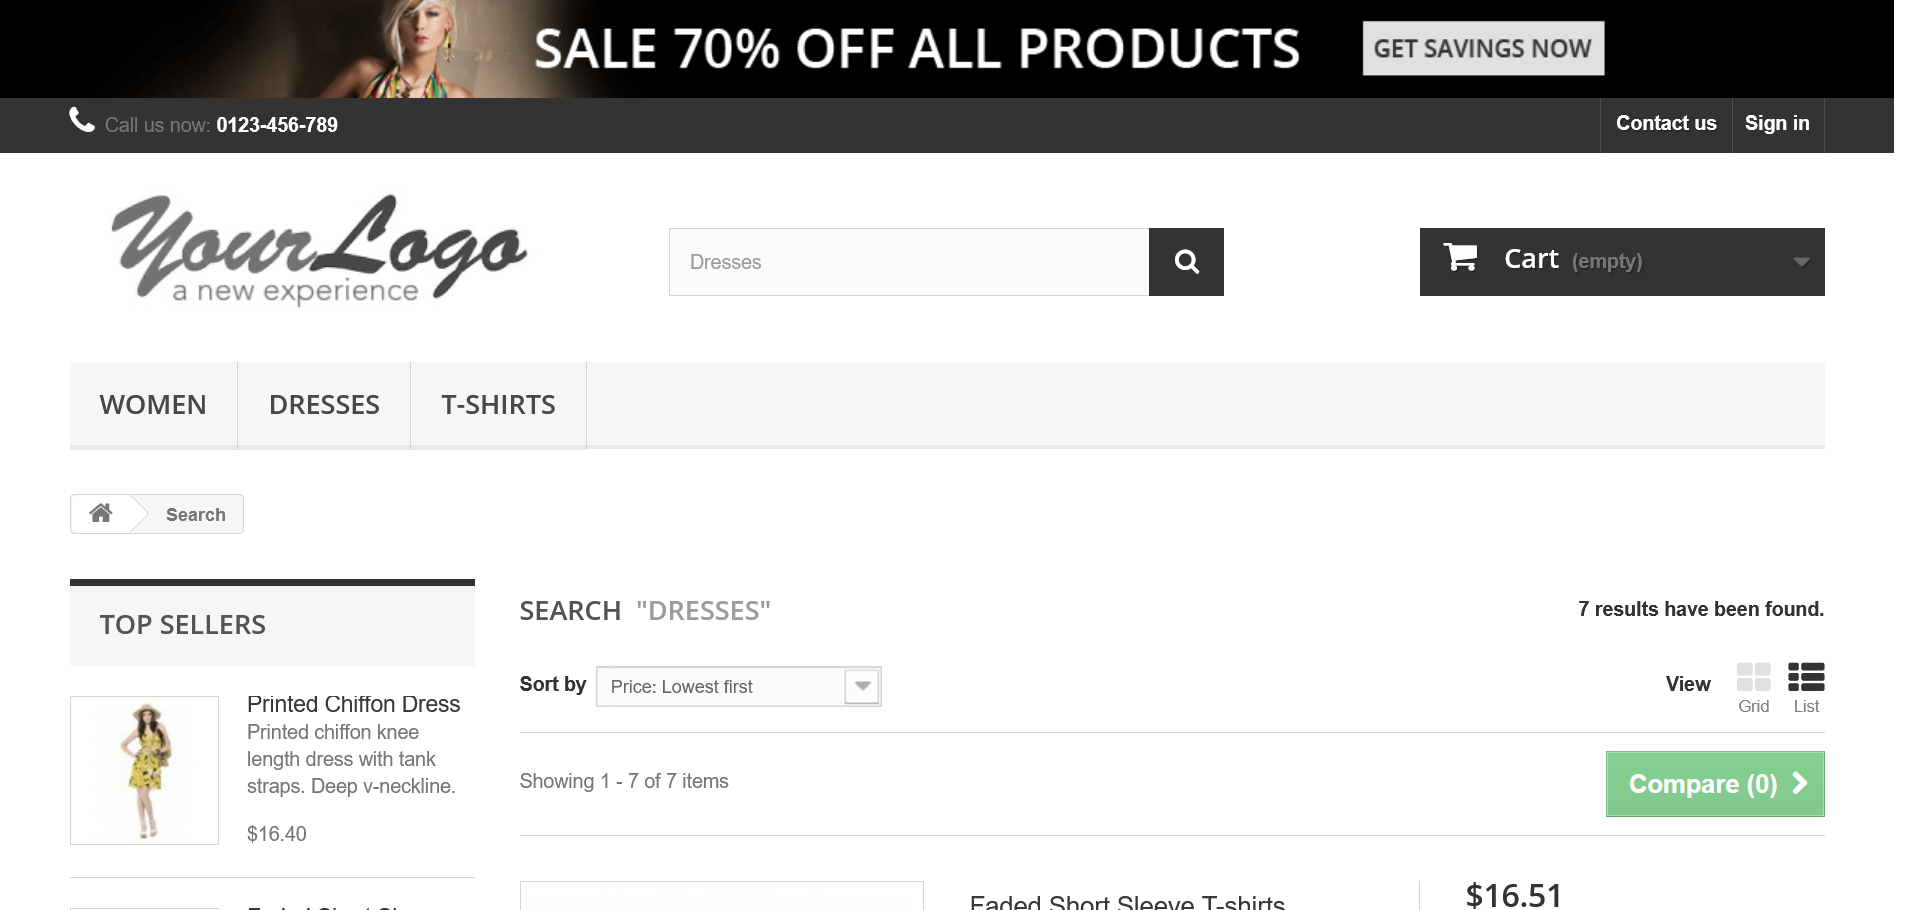 SALE 70% OFF ALL PRODUCTS
GET SAVINGS NOW
Call us now: 0123-456-789
Contact us
Sign in
YourLogo
a new experience
Dresses
Cart (empty)
WOMEN
DRESSES
T-SHIRTS
Search
TOP SELLERS
Printed Chiffon Dress
Printed chiffon knee
length dress with tank
straps. Deep v-neckline.
$16.40
SEARCH "DRESSES"
7 results have been found.
Sort by
Price: Lowest first
View
Grid
List
Showing 1 - 7 of 7 items
Compare (0)
Faded Short Sleeve T-shirts
$16.51